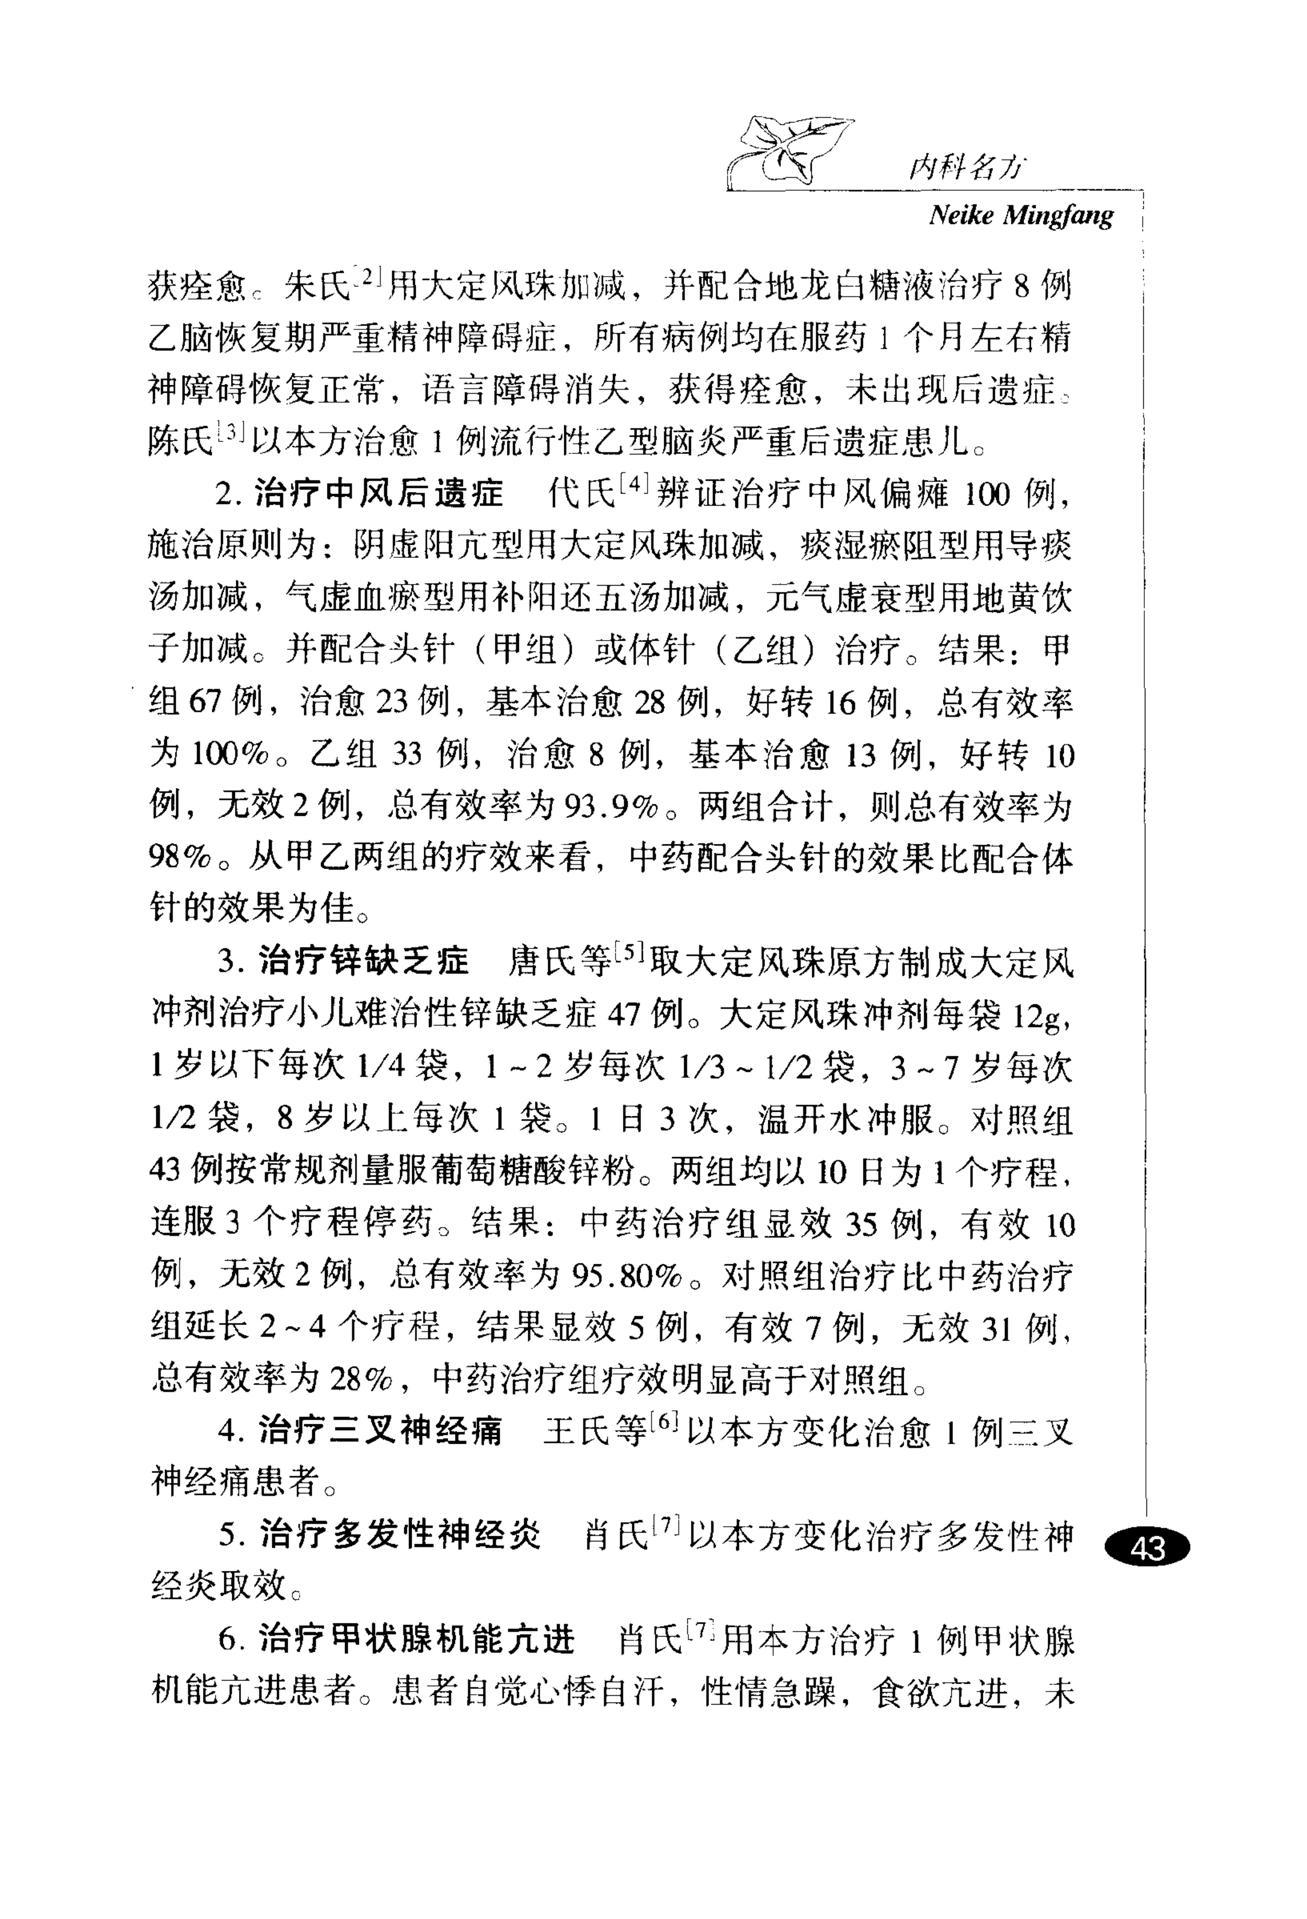 内科名方
Neike Mingfang
获痊愈。朱氏[2]用大定风珠加减，并配合地龙白糖液治疗 8 例
乙脑恢复期严重精神障碍症，所有病例均在服药 1 个月左右精
神障碍恢复正常，语言障碍消失，获得痊愈，未出现后遗症。
陈氏[3]以本方治愈 1 例流行性乙型脑炎严重后遗症患儿。
2. 治疗中风后遗症　代氏[4]辨证治疗中风偏瘫 100 例，
施治原则为：阴虚阳亢型用大定风珠加减，痰湿瘀阻型用导痰
汤加减，气虚血瘀型用补阳还五汤加减，元气虚衰型用地黄饮
子加减。并配合头针（甲组）或体针（乙组）治疗。结果：甲
组 67 例，治愈 23 例，基本治愈 28 例，好转 16 例，总有效率
为 100%。乙组 33 例，治愈 8 例，基本治愈 13 例，好转 10
例，无效 2 例，总有效率为 93.9%。两组合计，则总有效率为
98%。从甲乙两组的疗效来看，中药配合头针的效果比配合体
针的效果为佳。
3. 治疗锌缺乏症　唐氏等[5]取大定风珠原方制成大定风
冲剂治疗小儿难治性锌缺乏症 47 例。大定风珠冲剂每袋 12g，
1 岁以下每次 1/4 袋，1～2 岁每次 1/3～1/2 袋，3～7 岁每次
1/2 袋，8 岁以上每次 1 袋。1 日 3 次，温开水冲服。对照组
43 例按常规剂量服葡萄糖酸锌粉。两组均以 10 日为 1 个疗程，
连服 3 个疗程停药。结果：中药治疗组显效 35 例，有效 10
例，无效 2 例，总有效率为 95.80%。对照组治疗比中药治疗
组延长 2～4 个疗程，结果显效 5 例，有效 7 例，无效 31 例，
总有效率为 28%，中药治疗组疗效明显高于对照组。
4. 治疗三叉神经痛　王氏等[6]以本方变化治愈 1 例三叉
神经痛患者。
5. 治疗多发性神经炎　肖氏[7]以本方变化治疗多发性神
经炎取效。
43
6. 治疗甲状腺机能亢进　肖氏[7]用本方治疗 1 例甲状腺
机能亢进患者。患者自觉心悸自汗，性情急躁，食欲亢进，未